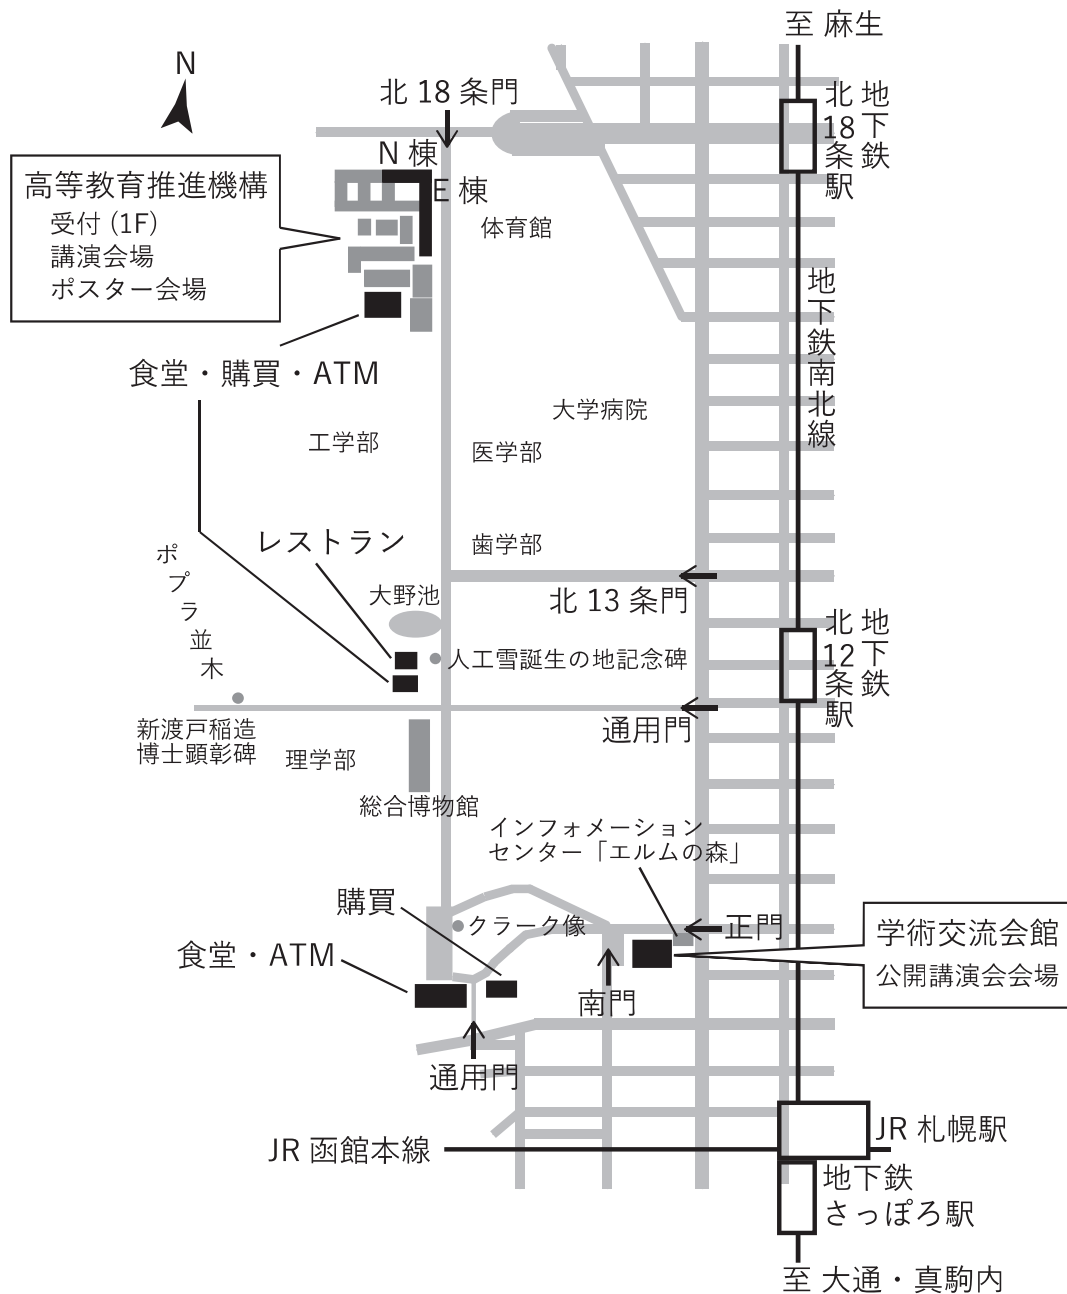 至 麻生
N
北 18 条門
地下鉄
北18条駅
N 棟
E 棟
高等教育推進機構
受付 (1F)
講演会場
ポスター会場
体育館
地下鉄南北線
食堂・購買・ATM
大学病院
工学部
医学部
レストラン
歯学部
ポプラ並木
大野池
北 13 条門
地下鉄
北12条駅
人工雪誕生の地記念碑
新渡戸稲造
博士顕彰碑
通用門
理学部
総合博物館
インフォメーション
センター「エルムの森」
購買
クラーク像
正門
学術交流会館
公開講演会会場
食堂・ATM
南門
通用門
JR 函館本線
JR 札幌駅
地下鉄
さっぽろ駅
至 大通・真駒内